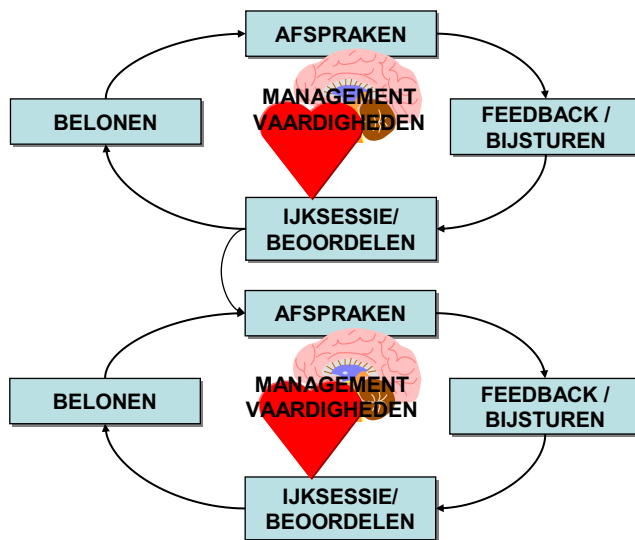 AFSPRAKEN
MANAGEMENT
VAARDIGHEDEN
BELONEN
FEEDBACK /
BIJSTUREN
IJKSESSIE/
BEOORDELEN
AFSPRAKEN
MANAGEMENT
VAARDIGHEDEN
BELONEN
FEEDBACK /
BIJSTUREN
IJKSESSIE/
BEOORDELEN